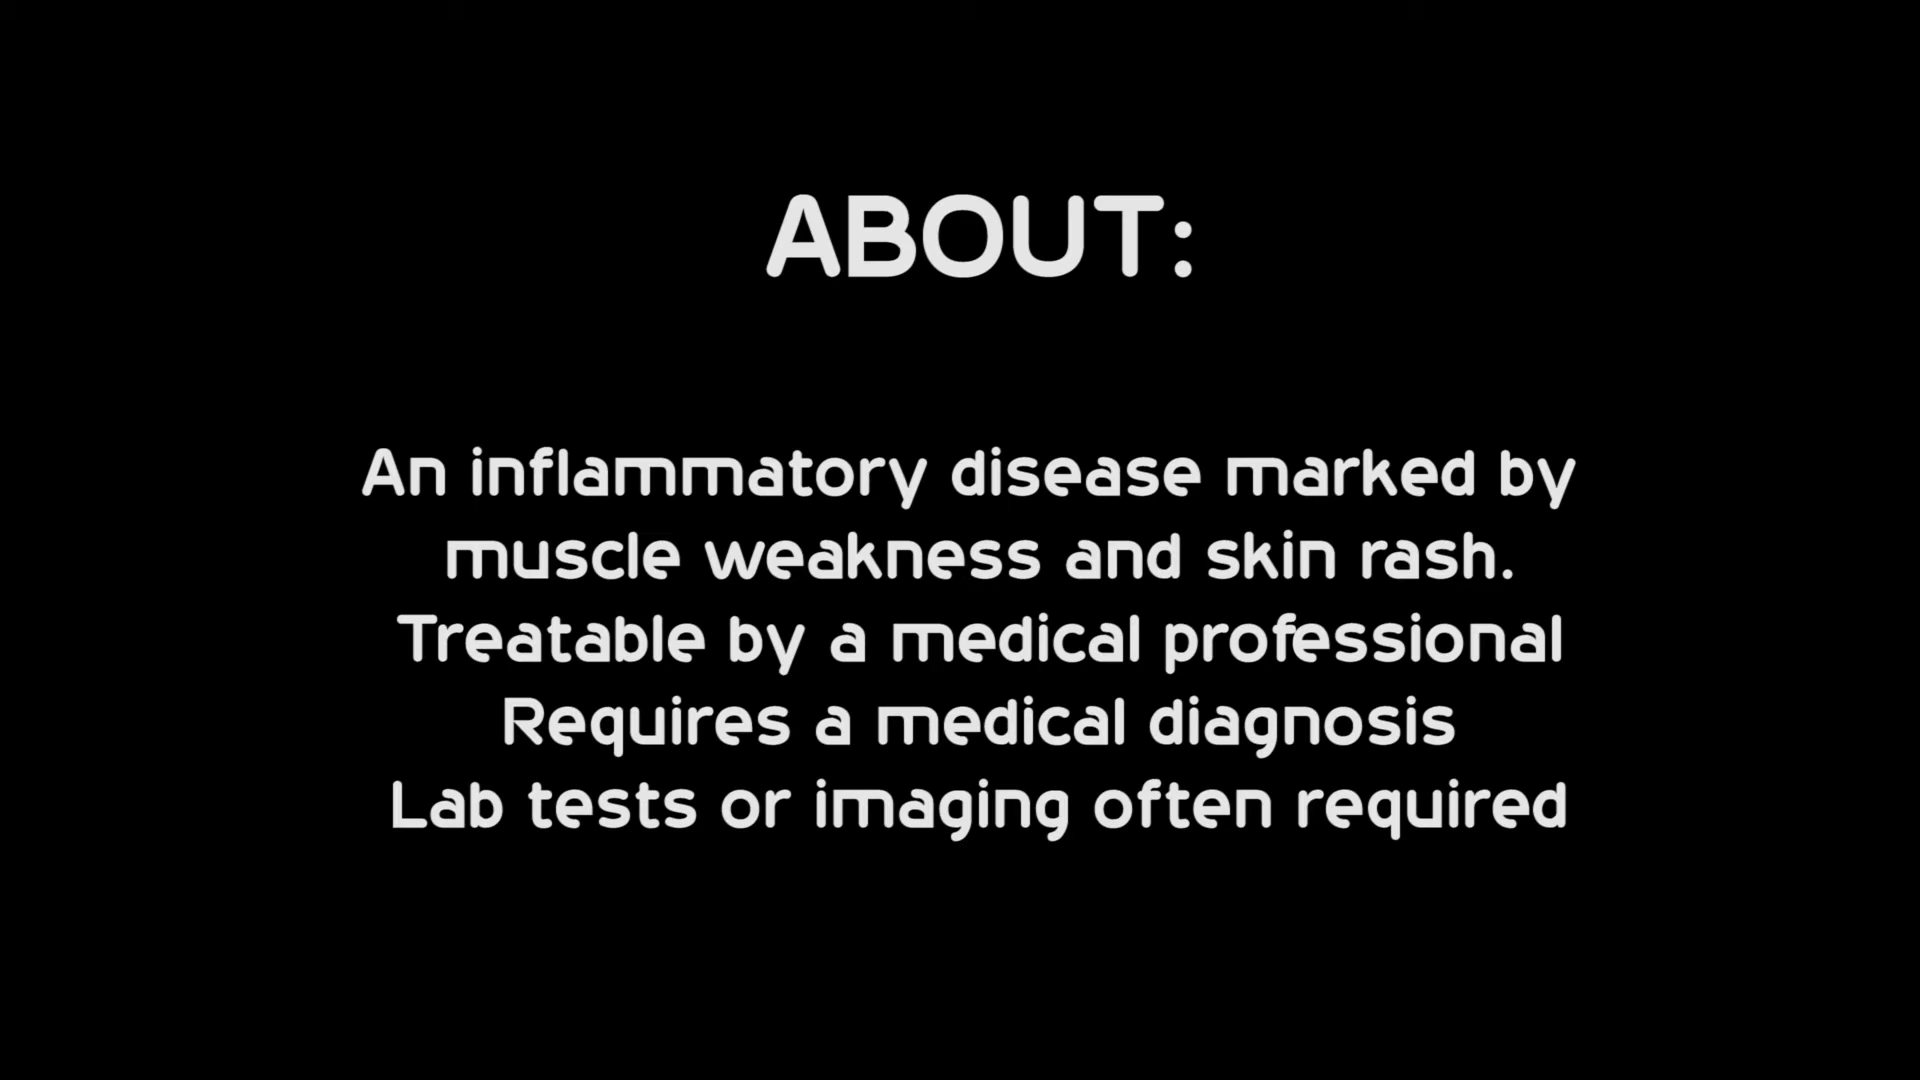 ABOUT:
An inflammatory disease marked by
muscle weakness and skin rash.
Treatable by a medical professional
Requires a medical diagnosis
Lab tests or imaging often required